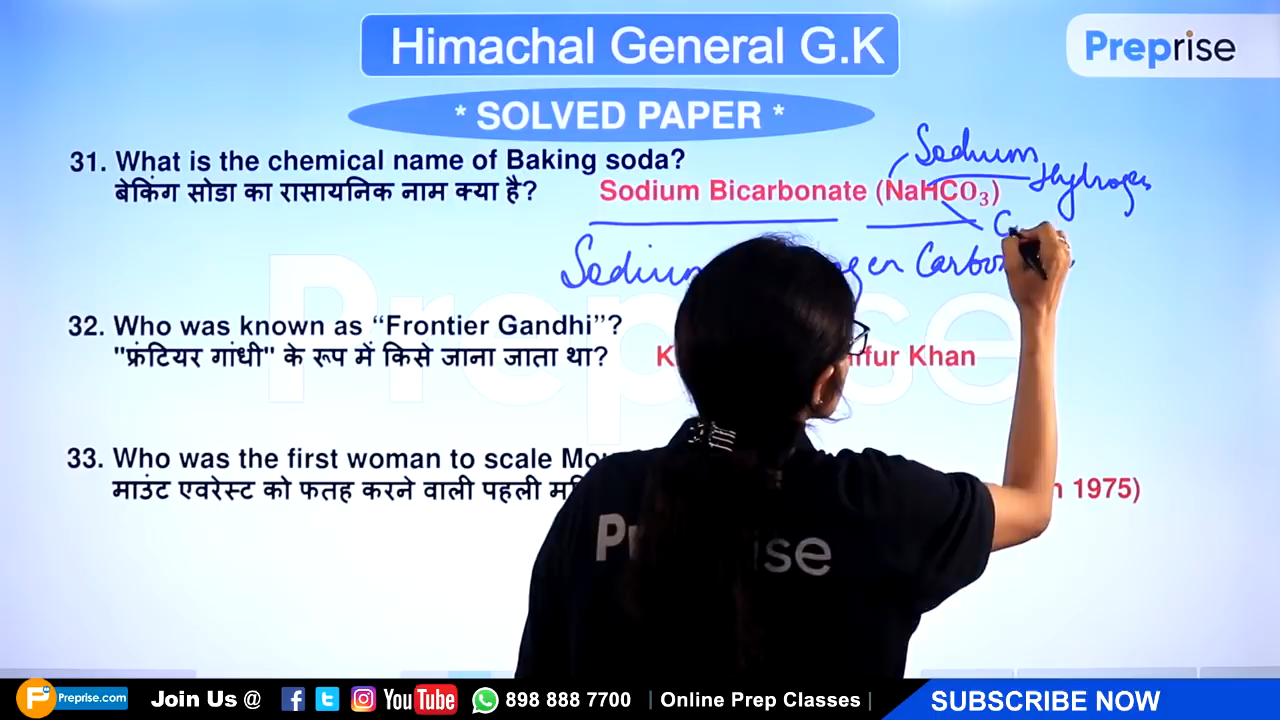 Himachal General G.K
Preprise
* SOLVED PAPER *
31. What is the chemical name of Baking soda?
बेकिंग सोडा का रासायनिक नाम क्या है?
Sodium Bicarbonate (NaHCO₃)
Sodium
Hydrogen
Preprise
32. Who was known as “Frontier Gandhi”?
"फ्रंटियर गांधी" के रूप में किसे जाना जाता था?
Khan
33. Who was the first woman to scale
माउंट एवरेस्ट को फतह करने वाली पहली
1975)
P Preprise.com
Join Us @
YouTube
898 888 7700
Online Prep Classes
SUBSCRIBE NOW